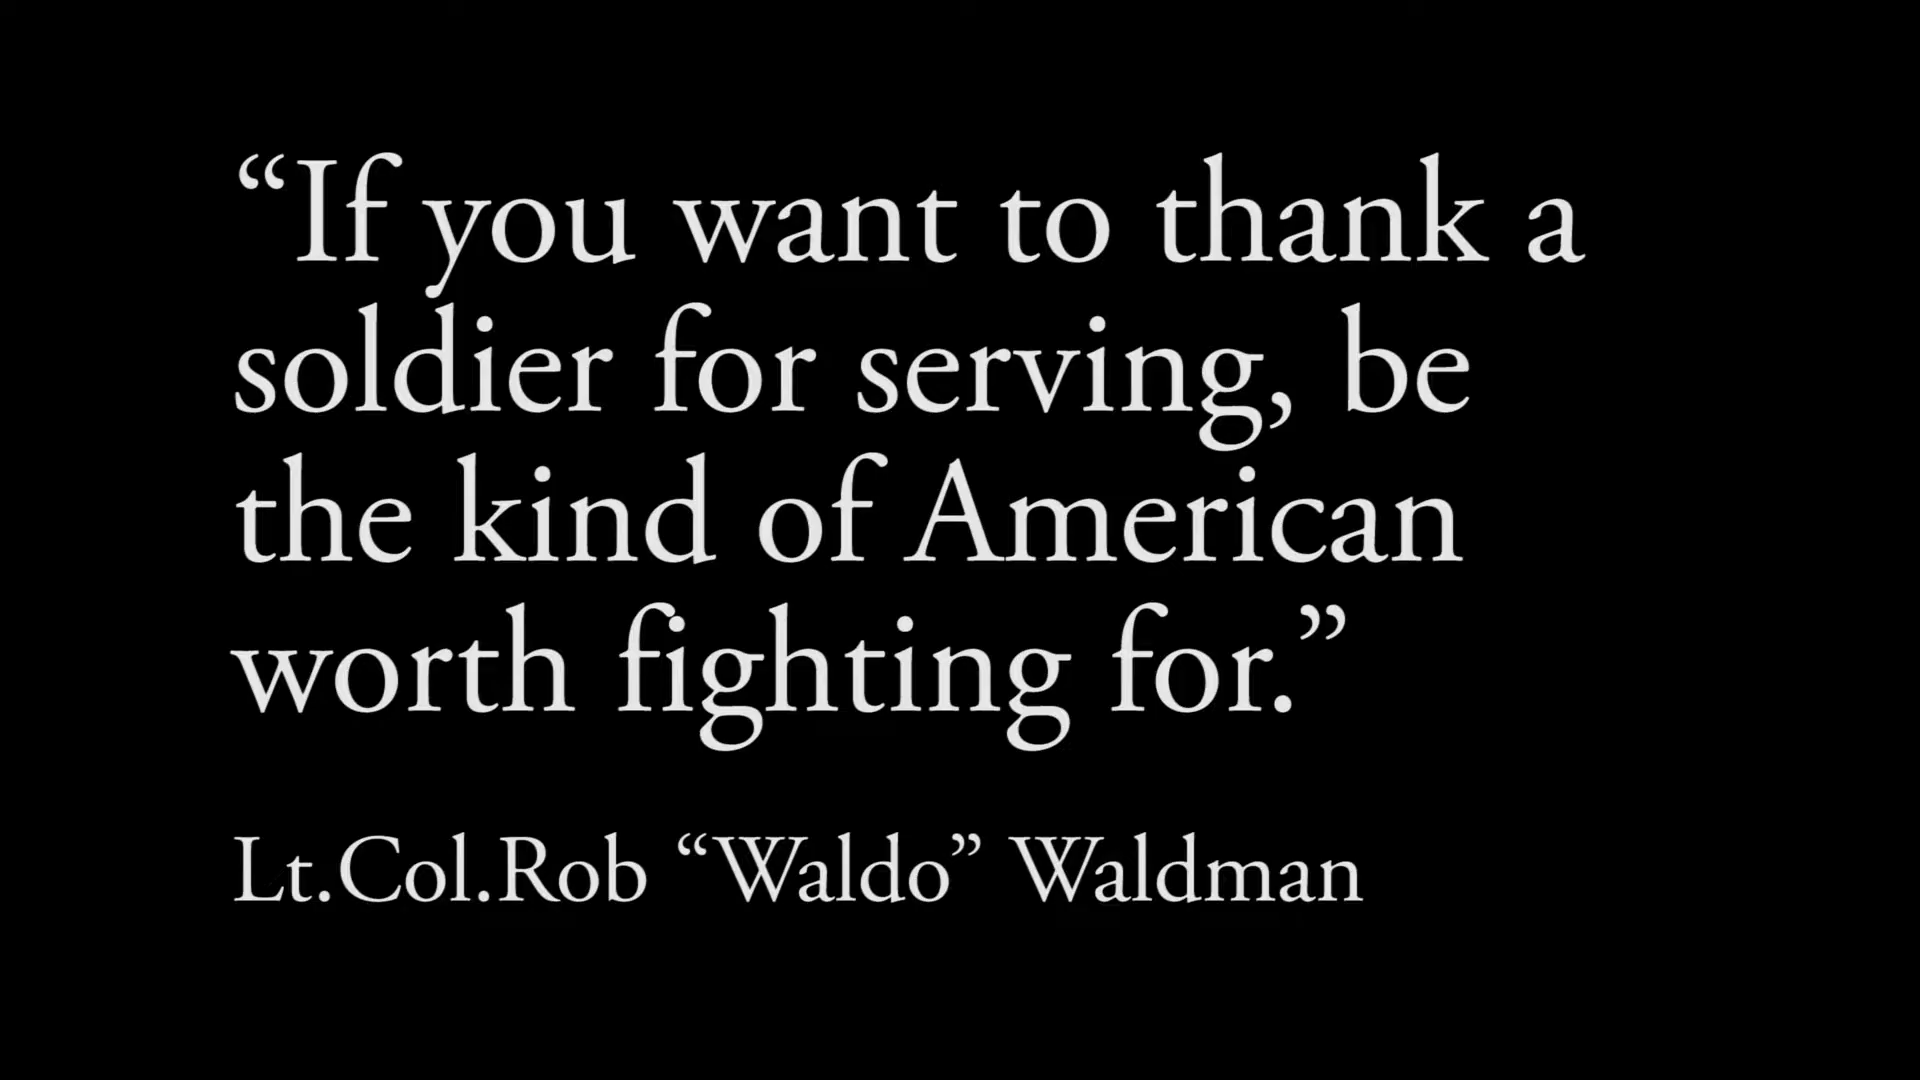 “If you want to thank a
soldier for serving, be
the kind of American
worth fighting for.”
Lt.Col.Rob “Waldo” Waldman